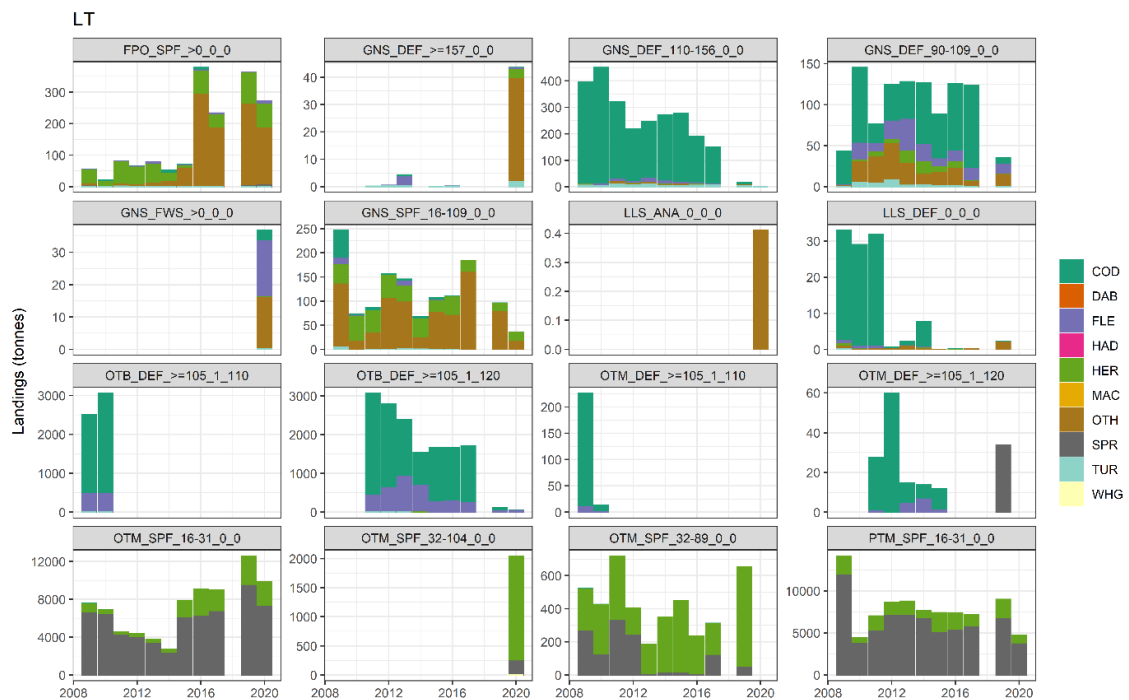 LT
FPO_SPF_>0_0_0
GNS_DEF_>=157_0_0
GNS_DEF_110-156_0_0
GNS_DEF_90-109_0_0
300
200
100
0
40
30
20
10
0
400
300
200
100
0
150
100
50
0
GNS_FWS_>0_0_0
GNS_SPF_16-109_0_0
LLS_ANA_0_0_0
LLS_DEF_0_0_0
30
20
10
0
250
200
150
100
50
0
0.4
0.3
0.2
0.1
0.0
30
20
10
0
OTB_DEF_>=105_1_110
OTB_DEF_>=105_1_120
OTM_DEF_>=105_1_110
OTM_DEF_>=105_1_120
3000
2000
1000
0
3000
2000
1000
0
200
150
100
50
0
60
40
20
0
OTM_SPF_16-31_0_0
OTM_SPF_32-104_0_0
OTM_SPF_32-89_0_0
PTM_SPF_16-31_0_0
12000
8000
4000
0
2000
1500
1000
500
0
600
400
200
0
10000
5000
0
2008 2012 2016 2020
2008 2012 2016 2020
2008 2012 2016 2020
2008 2012 2016 2020
Landings (tonnes)
COD
DAB
FLE
HAD
HER
MAC
OTH
SPR
TUR
WHG